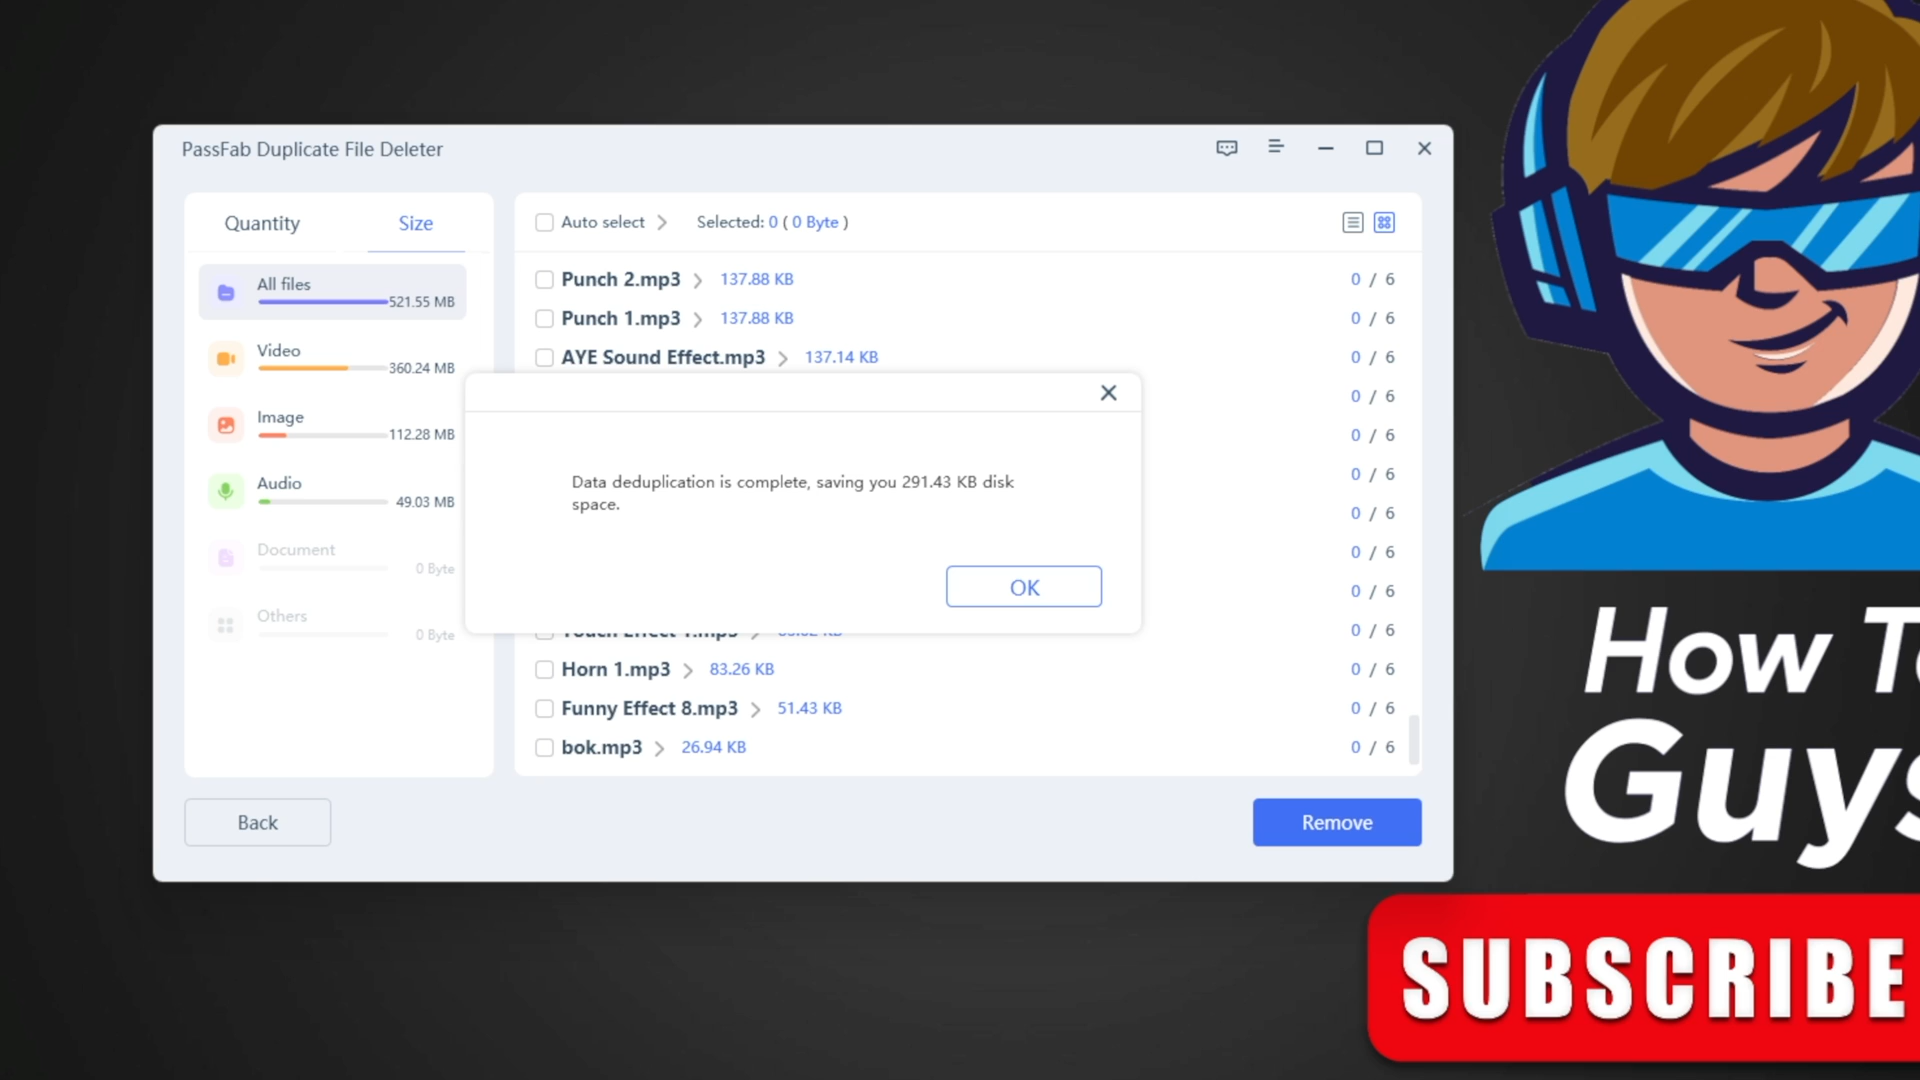 PassFab Duplicate File Deleter
Quantity
Size
All files
521.55 MB
Video
360.24 MB
Image
112.28 MB
Audio
49.03 MB
Document
0 Byte
Others
0 Byte
Auto select
Selected: 0 ( 0 Byte )
Punch 2.mp3 137.88 KB 0 / 6
Punch 1.mp3 137.88 KB 0 / 6
AYE Sound Effect.mp3 137.14 KB 0 / 6
0 / 6
0 / 6
0 / 6
0 / 6
0 / 6
0 / 6
Data deduplication is complete, saving you 291.43 KB disk
space.
OK
0 / 6
Horn 1.mp3 83.26 KB 0 / 6
Funny Effect 8.mp3 51.43 KB 0 / 6
bok.mp3 26.94 KB 0 / 6
Back
Remove
How
Guys
SUBSCRIBE